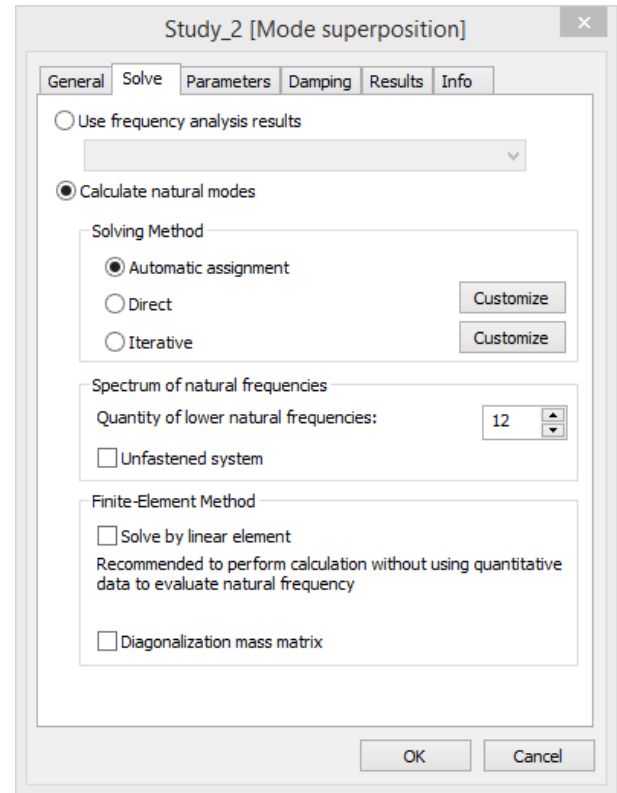 Study_2 [Mode superposition]
General Solve Parameters Damping Results Info
Use frequency analysis results
Calculate natural modes
Solving Method
Automatic assignment
Direct
Customize
Iterative
Customize
Spectrum of natural frequencies
Quantity of lower natural frequencies:
12
Unfastened system
Finite-Element Method
Solve by linear element
Recommended to perform calculation without using quantitative
data to evaluate natural frequency
Diagonalization mass matrix
OK Cancel